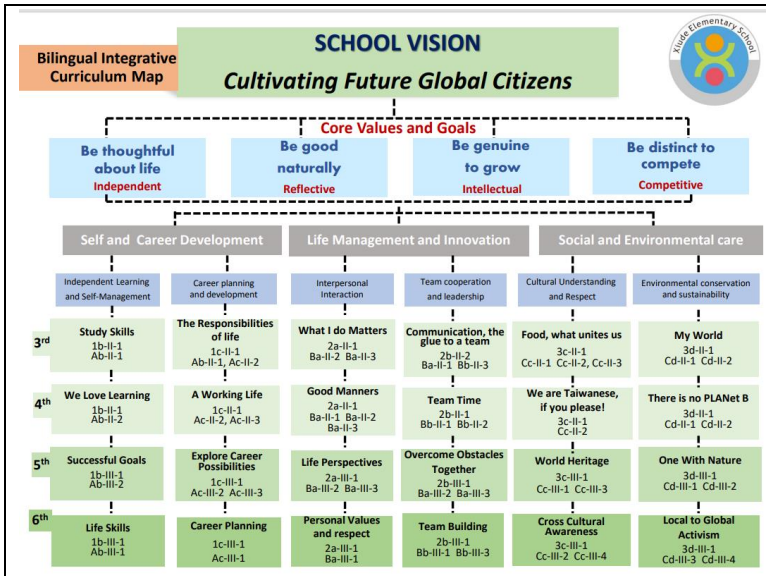 Bilingual Integrative
Curriculum Map
SCHOOL VISION
Cultivating Future Global Citizens
Xiude Elementary School
Core Values and Goals
Be thoughtful
about life
Independent
Be good
naturally
Reflective
Be genuine
to grow
Intellectual
Be distinct to
compete
Competitive
Self and Career Development
Life Management and Innovation
Social and Environmental care
Independent Learning
and Self-Management
Career planning
and development
Interpersonal
Interaction
Team cooperation
and leadership
Cultural Understanding
and Respect
Environmental conservation
and sustainability
3rd
Study Skills
1b-II-1
Ab-II-1
The Responsibilities
of life
1c-II-1
Ab-II-1, Ac-II-2
What I do Matters
2a-II-1
Ba-II-2 Ba-II-3
Communication, the
glue to a team
2b-II-2
Ba-II-1 Bb-II-3
Food, what unites us
3c-II-1
Cc-II-1 Cc-II-2, Cc-II-3
My World
3d-II-1
Cd-II-1 Cd-II-2
4th
We Love Learning
1b-II-1
Ab-II-2
A Working Life
1c-II-1
Ac-II-2, Ac-II-3
Good Manners
2a-II-1
Ba-II-1 Ba-II-2
Ba-II-3
Team Time
2b-II-1
Bb-II-1 Bb-II-2
We are Taiwanese,
if you please!
3c-II-1
Cc-II-2
There is no PLANet B
3d-II-1
Cd-II-1 Cd-II-2
5th
Successful Goals
1b-III-1
Ab-III-2
Explore Career
Possibilities
1c-III-1
Ac-III-2 Ac-III-3
Life Perspectives
2a-III-1
Ba-III-2 Ba-III-3
Overcome Obstacles
Together
2b-III-1
Ba-III-2 Ba-III-3
World Heritage
3c-III-1
Cc-III-1 Cc-III-3
One With Nature
3d-III-1
Cd-III-1 Cd-III-2
6th
Life Skills
1b-III-1
Ab-III-1
Career Planning
1c-III-1
Ac-III-1
Personal Values
and respect
2a-III-1
Ba-III-1
Team Building
2b-III-1
Bb-III-1 Bb-III-3
Cross Cultural
Awareness
3c-III-1
Cc-III-2 Cc-III-4
Local to Global
Activism
3d-III-1
Cd-III-3 Cd-III-4